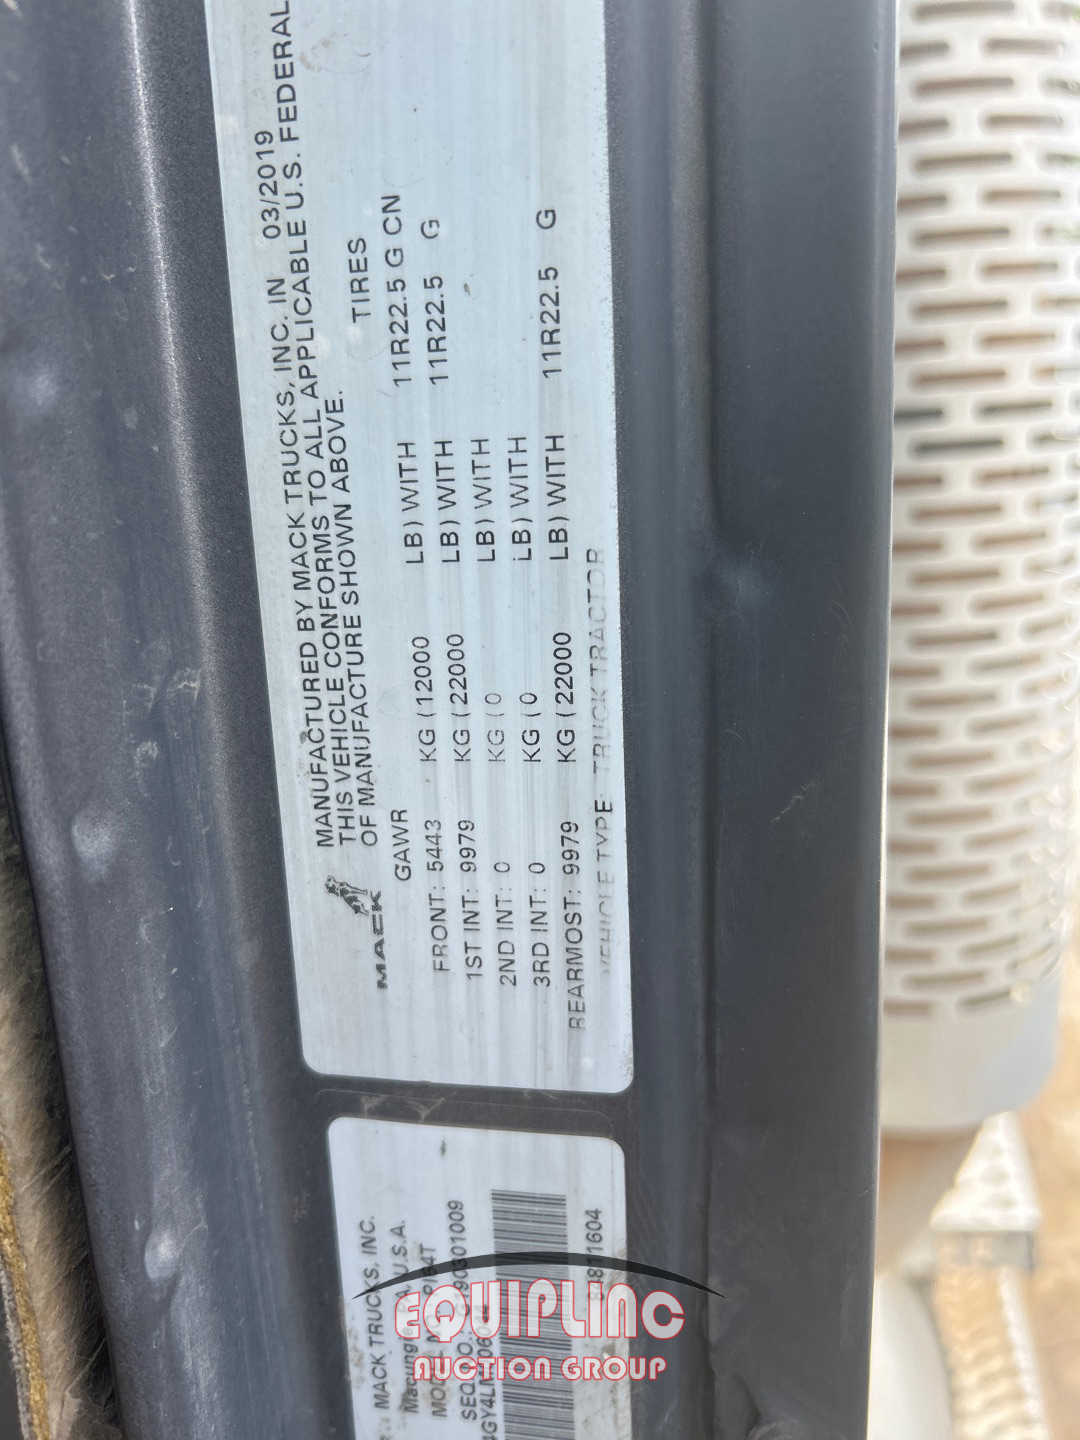 MANUFACTURED BY MACK TRUCKS, INC. IN 03/2019
THIS VEHICLE CONFORMS TO ALL APPLICABLE U.S. FEDERAL
OF MANUFACTURE SHOWN ABOVE.
MACK
GAWR TIRES
FRONT: 5443 KG (12000 LB) WITH 11R22.5 G CN
1ST INT: 9979 KG (22000 LB) WITH 11R22.5 G
2ND INT: 0 KG (0 LB) WITH
3RD INT: 0 KG (0 LB) WITH
REARMOST: 9979 KG (22000 LB) WITH 11R22.5 G
VEHICLE TYPE: TRUCK TRACTOR
MACK TRUCKS, INC.
U.S.A.
EQUIPLINC
AUCTION GROUP